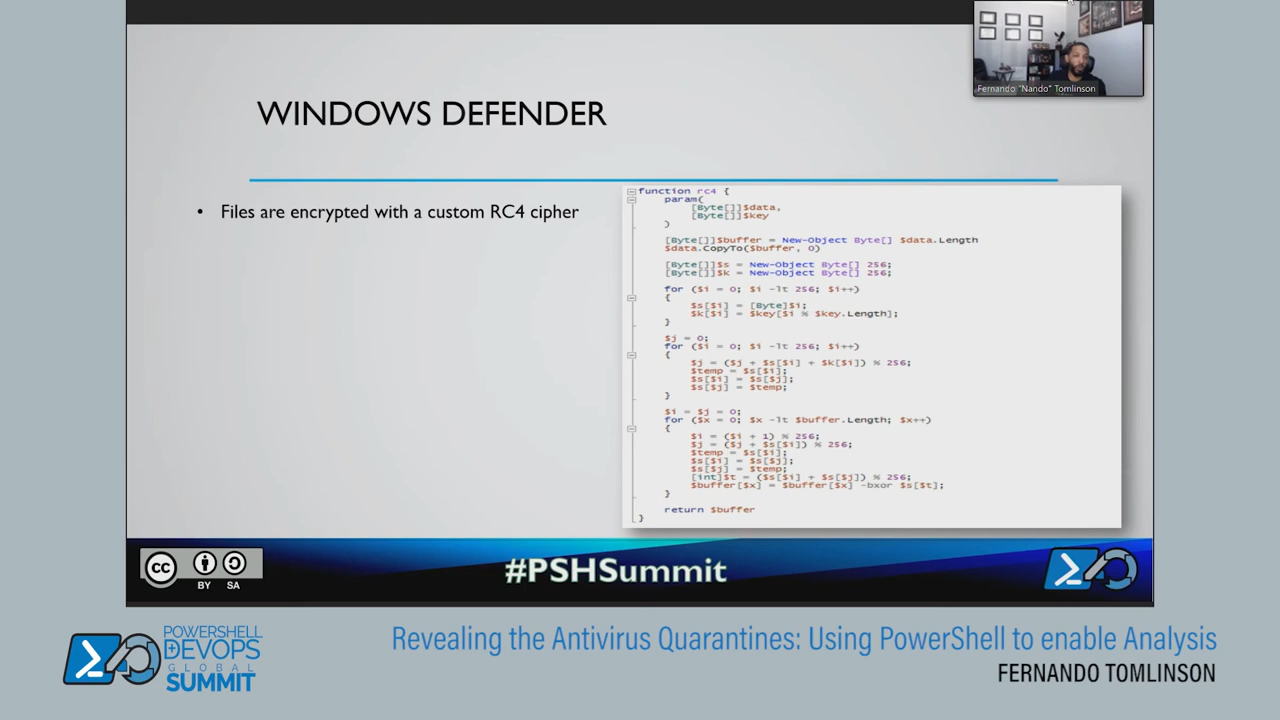 Fernando "Nando" Tomlinson
WINDOWS DEFENDER
• Files are encrypted with a custom RC4 cipher
function rc4 {
param(
[Byte[]]$data,
[Byte[]]$key
)
[Byte[]]$buffer = New-Object Byte[] $data.Length
$data.CopyTo($buffer, 0)
[Byte[]]$s = New-Object Byte[] 256;
[Byte[]]$k = New-Object Byte[] 256;
for ($i = 0; $i -lt 256; $i++)
{
$s[$i] = [Byte]$i;
$k[$i] = $key[$i % $key.Length];
}
$j = 0;
for ($i = 0; $i -lt 256; $i++)
{
$j = ($j + $s[$i] + $k[$i]) % 256;
$temp = $s[$i];
$s[$i] = $s[$j];
$s[$j] = $temp;
}
$i = $j = 0;
for ($x = 0; $x -lt $buffer.Length; $x++)
{
$i = ($i + 1) % 256;
$j = ($j + $s[$i]) % 256;
$temp = $s[$i];
$s[$i] = $s[$j];
$s[$j] = $temp;
[int]$t = ($s[$i] + $s[$j]) % 256;
$buffer[$x] = $buffer[$x] -bxor $s[$t];
}
return $buffer
}
cc
BY SA
#PSHSummit
POWERSHELL
+DEVOPS
GLOBAL
SUMMIT
Revealing the Antivirus Quarantines: Using PowerShell to enable Analysis
FERNANDO TOMLINSON